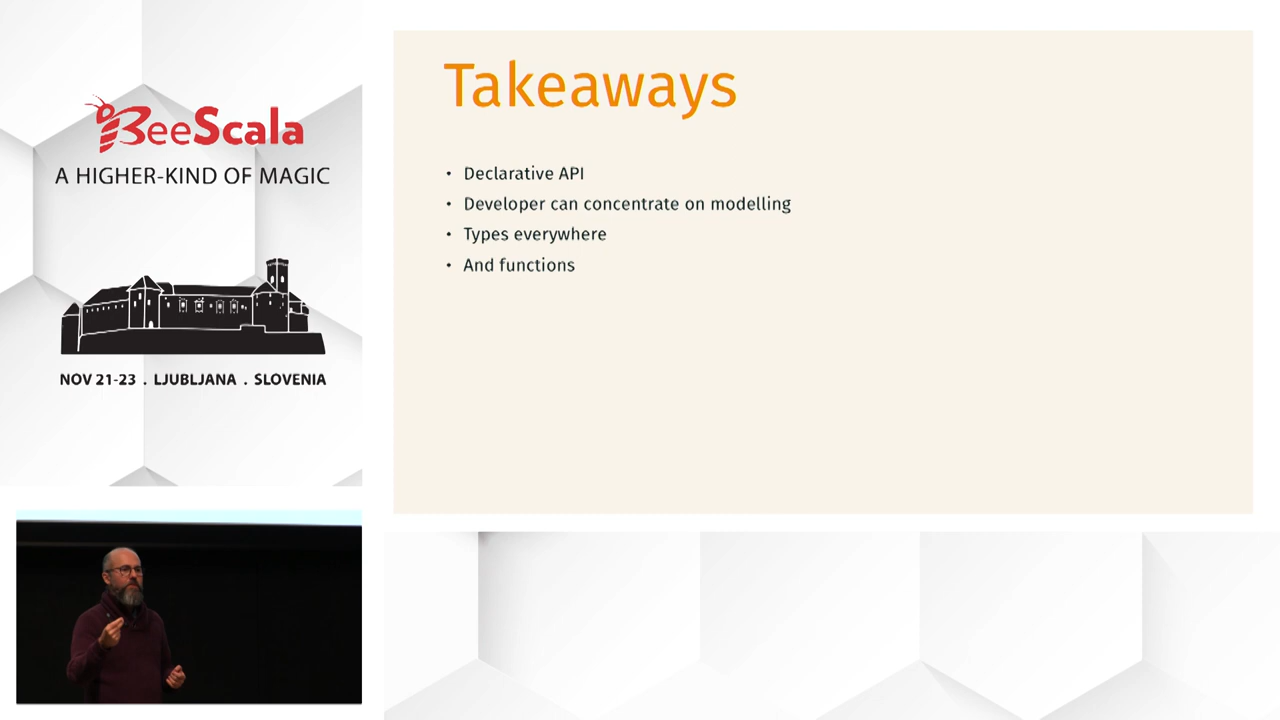 BeeScala
A HIGHER-KIND OF MAGIC
NOV 21-23 . LJUBLJANA . SLOVENIA
Takeaways
• Declarative API
• Developer can concentrate on modelling
• Types everywhere
• And functions